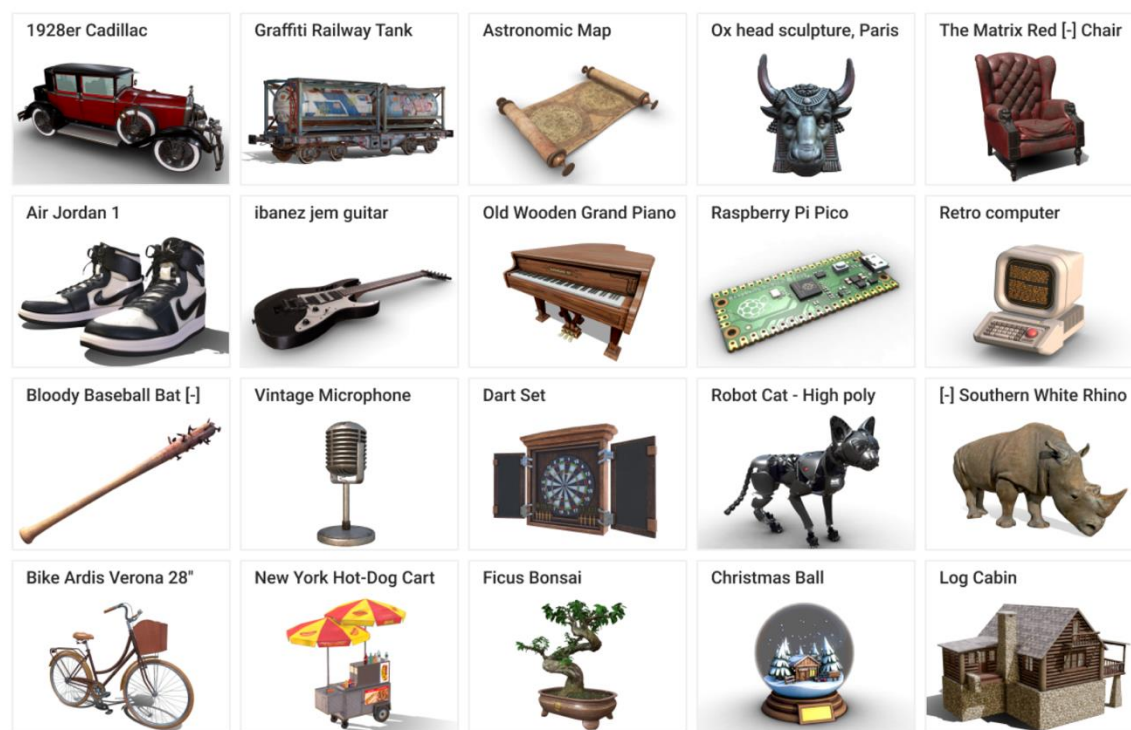 1928er Cadillac
Graffiti Railway Tank
Astronomic Map
Ox head sculpture, Paris
The Matrix Red [-] Chair
Air Jordan 1
ibanez jem guitar
Old Wooden Grand Piano
Raspberry Pi Pico
Retro computer
Bloody Baseball Bat [-]
Vintage Microphone
Dart Set
Robot Cat - High poly
[-] Southern White Rhino
Bike Ardis Verona 28"
New York Hot-Dog Cart
Ficus Bonsai
Christmas Ball
Log Cabin